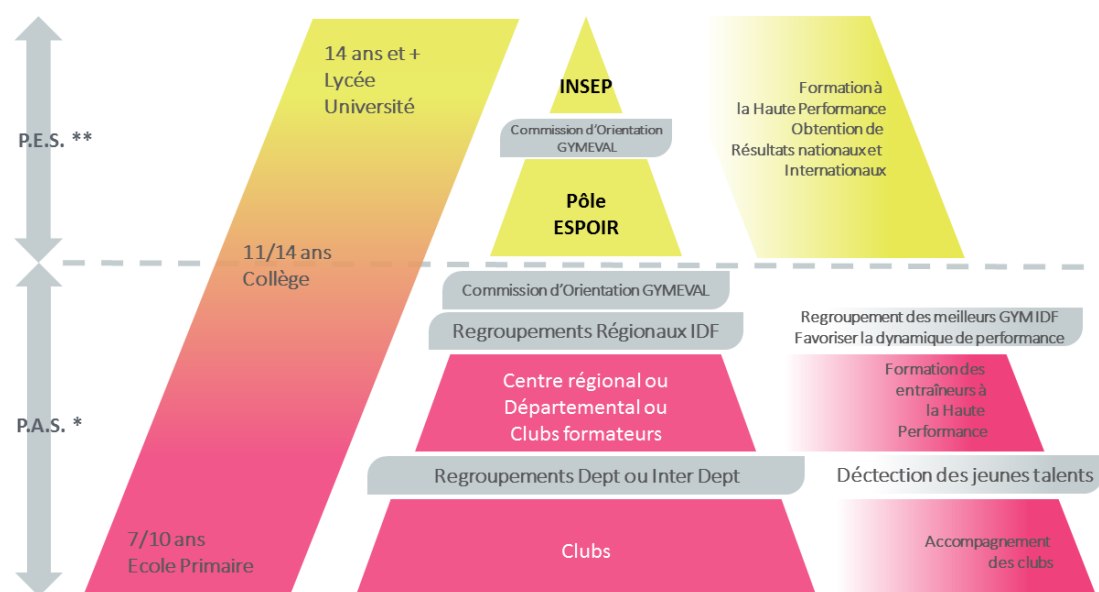 P.E.S. **
14 ans et +
Lycée
Université
INSEP
Commission d'Orientation
GYMEVAL
Pôle
ESPOIR
Formation à
la Haute Performance
Obtention de
Résultats nationaux et
Internationaux
11/14 ans
Collège
P.A.S. *
Commission d'Orientation GYMEVAL
Regroupements Régionaux IDF
Regroupement des meilleurs GYM IDF
Favoriser la dynamique de performance
Centre régional ou
Départemental ou
Clubs formateurs
Formation des
entraîneurs à
la Haute
Performance
Regroupements Dept ou Inter Dept
Déctection des jeunes talents
7/10 ans
Ecole Primaire
Clubs
Accompagnement
des clubs